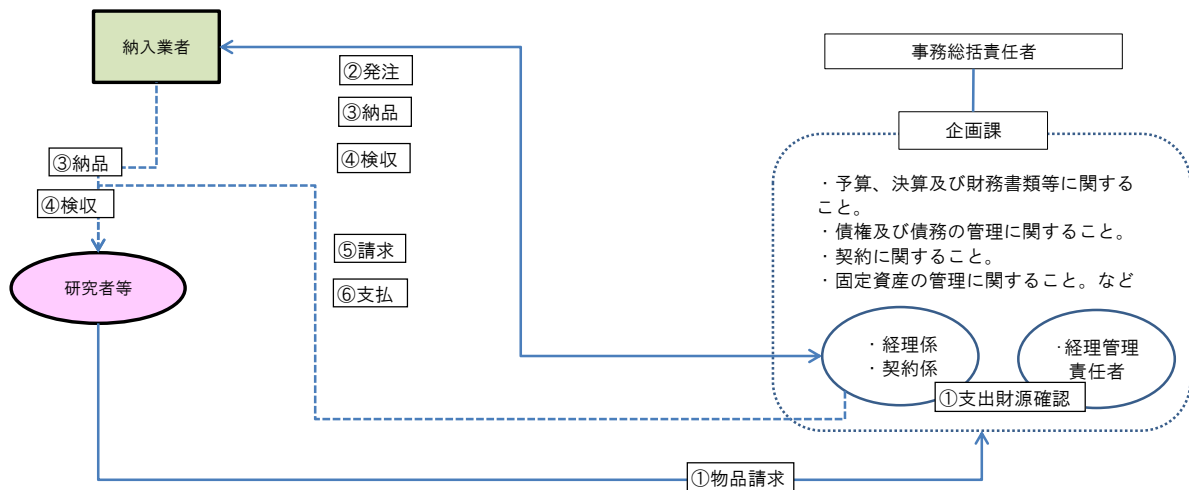 納入業者
②発注
③納品
④検収
⑤請求
⑥支払
③納品
④検収
研究者等
①物品請求
事務総括責任者
企画課
・予算、決算及び財務書類等に関する
こと。
・債権及び債務の管理に関すること。
・契約に関すること。
・固定資産の管理に関すること。など
・経理係
・契約係
・経理管理
責任者
①支出財源確認